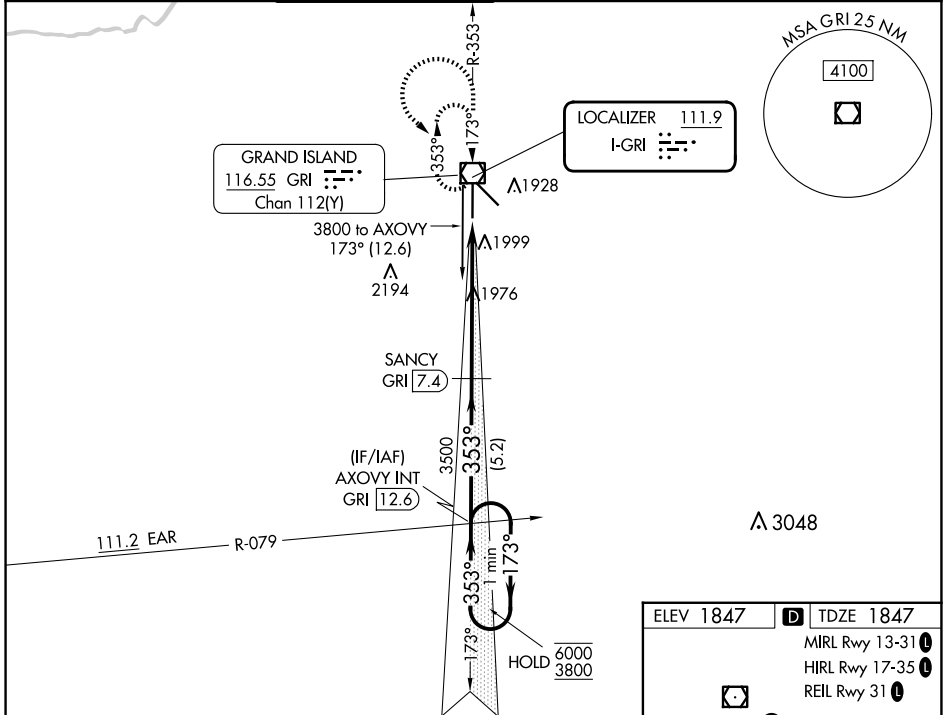 MSA GRI 25 NM
4100
R-353
353°
173°
LOCALIZER 111.9
I-GRI
GRAND ISLAND
116.55 GRI
Chan 112(Y)
1928
3800 to AXOVY
173° (12.6)
1999
2194
1976
SANCY
GRI 7.4
3500
353°
(5.2)
(IF/IAF)
AXOVY INT
GRI 12.6
111.2 EAR
R-079
3048
353°
1 min
173°
173°
HOLD 6000
3800
ELEV 1847 D TDZE 1847
MIRL Rwy 13-31 L
HIRL Rwy 17-35 L
REIL Rwy 31 L